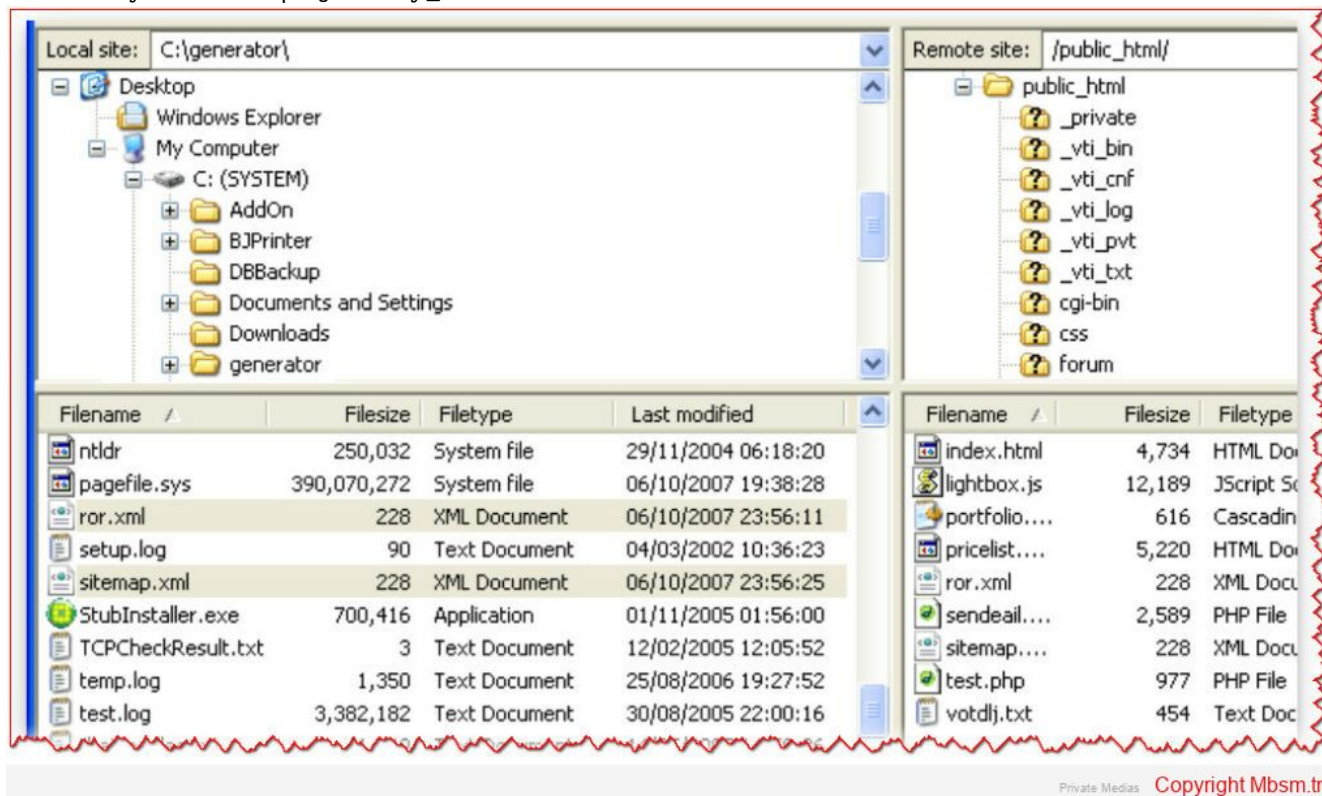 Local site: C:\generator\
Desktop
Windows Explorer
My Computer
C: (SYSTEM)
AddOn
BJPrinter
DBBackup
Documents and Settings
Downloads
generator
Filename Filesize Filetype Last modified
ntldr 250,032 System file 29/11/2004 06:18:20
pagefile.sys 390,070,272 System file 06/10/2007 19:38:28
ror.xml 228 XML Document 06/10/2007 23:56:11
setup.log 90 Text Document 04/03/2002 10:36:23
sitemap.xml 228 XML Document 06/10/2007 23:56:25
StubInstaller.exe 700,416 Application 01/11/2005 01:56:00
TCPCheckResult.txt 3 Text Document 12/02/2005 12:05:52
temp.log 1,350 Text Document 25/08/2006 19:27:52
test.log 3,382,182 Text Document 30/08/2005 22:00:16
Remote site: /public_html/
public_html
_private
_vti_bin
_vti_cnf
_vti_log
_vti_pvt
_vti_txt
cgi-bin
css
forum
Filename Filesize Filetype
index.html 4,734 HTML Do
lightbox.js 12,189 JScript Sc
portfolio.... 616 Cascadin
pricelist.... 5,220 HTML Do
ror.xml 228 XML Docu
sendeail.... 2,589 PHP File
sitemap.... 228 XML Docu
test.php 977 PHP File
votdlj.txt 454 Text Doc
Private Medias Copyright Mbsm.tn